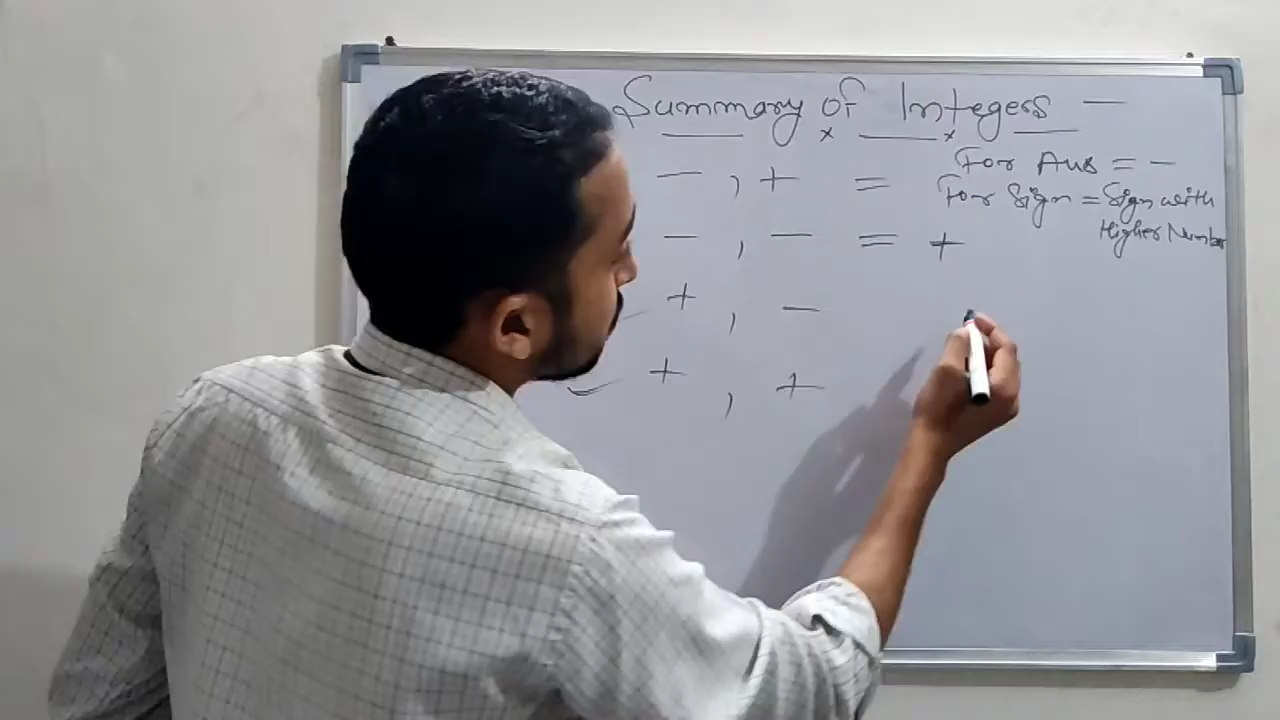 Summary of Integers —
— , + = For Ans = —
For Sign = Sign with
Higher Number
— , — = +
+ , —
+ , +